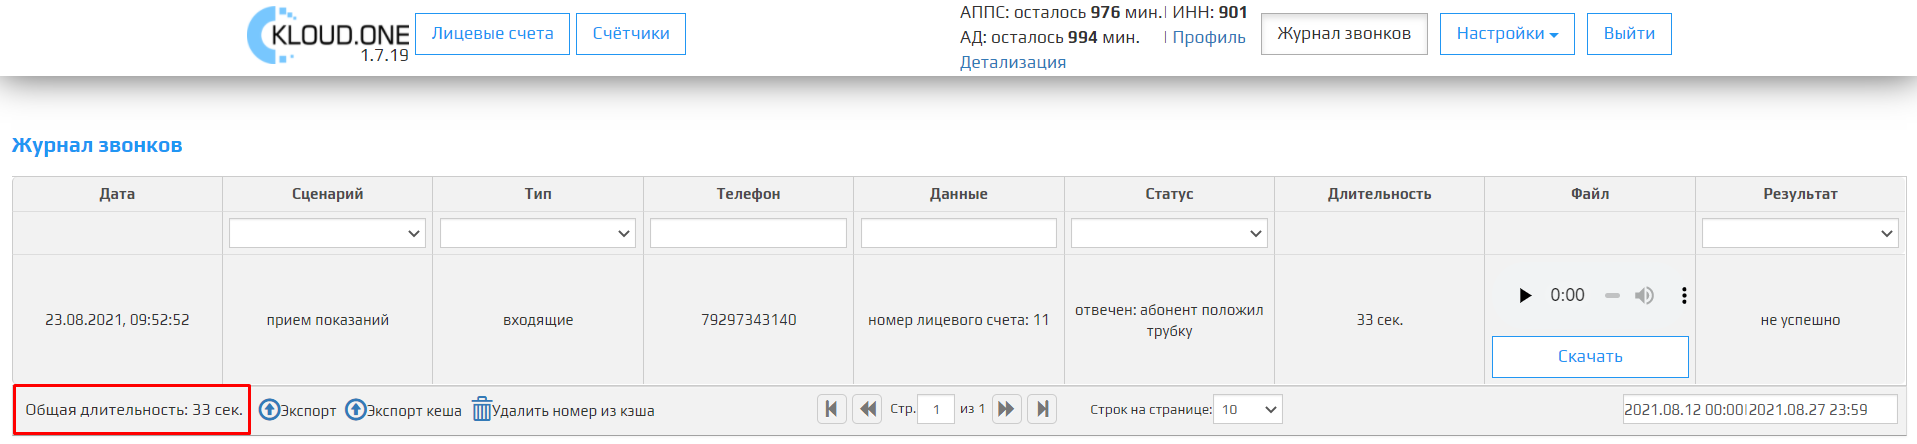 KLOUD.ONE
1.7.19
Лицевые счета
Счётчики
АППС: осталось 976 мин.| ИНН: 901
АД: осталось 994 мин. | Профиль
Детализация
Журнал звонков
Настройки
Выйти
Журнал звонков
Дата Сценарий Тип Телефон Данные Статус Длительность Файл Результат
23.08.2021, 09:52:52 прием показаний входящие 79297343140 номер лицевого счета: 11 отвечен: абонент положил
трубку
33 сек.
0:00
Скачать
не успешно
Общая длительность: 33 сек. Экспорт Экспорт кеша Удалить номер из кэша Стр. 1 из 1 Строк на странице: 10 2021.08.12 00:00|2021.08.27 23:59